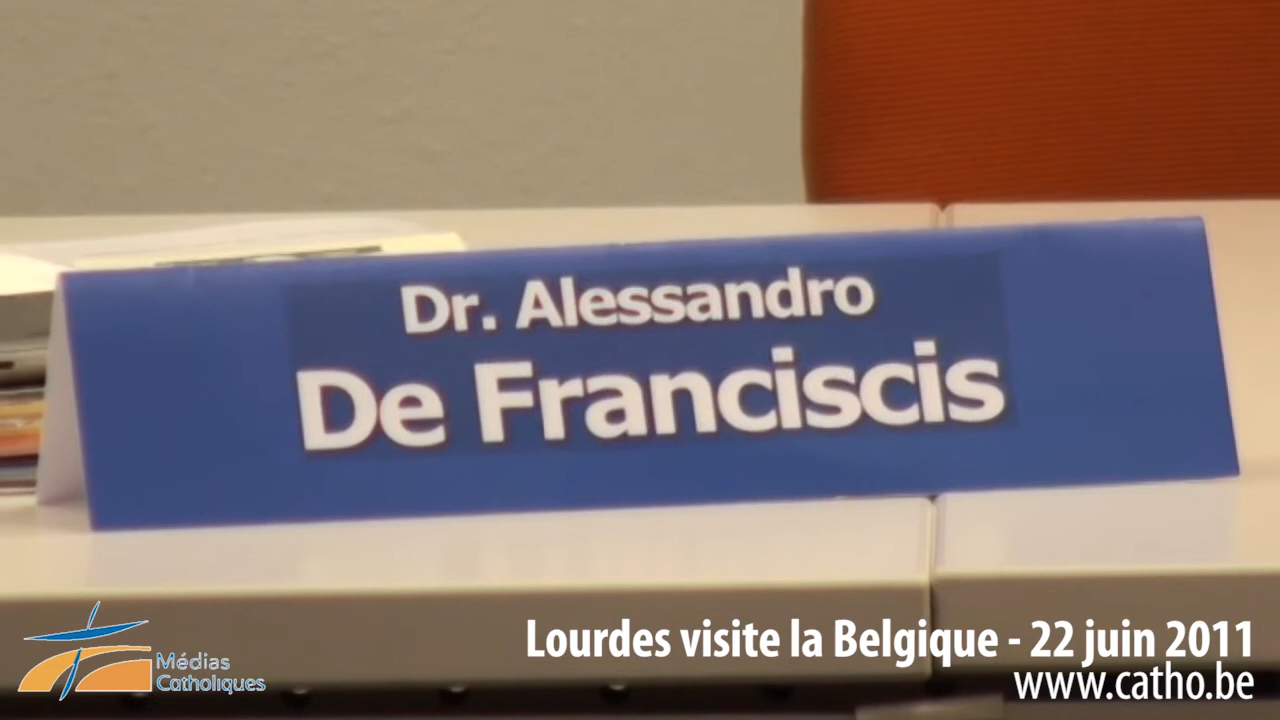 Dr. Alessandro
De Franciscis
Lourdes visite la Belgique - 22 juin 2011
www.catho.be
Médias
Catholiques